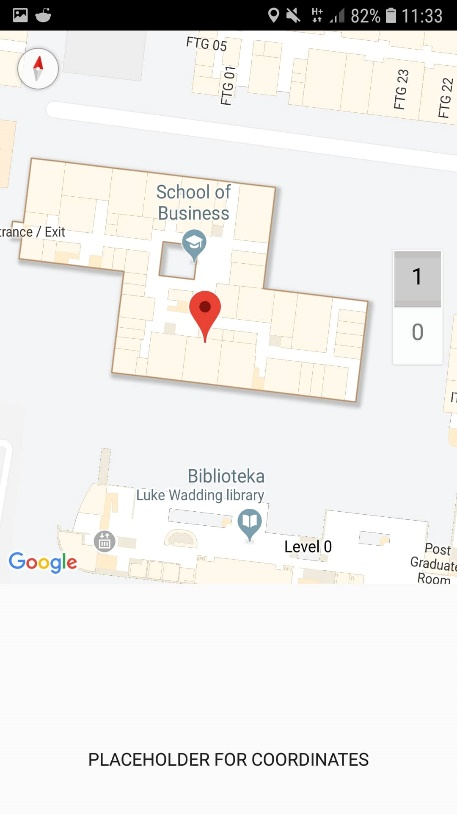 H+ 82% 11:33
FTG 05
FTG 01
FTG 23
FTG 22
School of
Business
trance / Exit
1
0
Biblioteka
Luke Wadding library
Level 0
Post
Graduate
Room
Google
PLACEHOLDER FOR COORDINATES